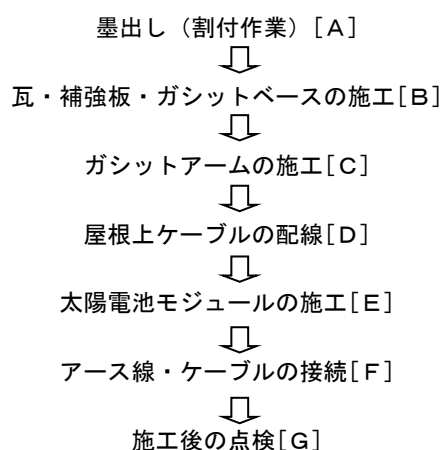 墨出し（割付作業）［A］
瓦・補強板・ガシットベースの施工［B］
ガシットアームの施工［C］
屋根上ケーブルの配線［D］
太陽電池モジュールの施工［E］
アース線・ケーブルの接続［F］
施工後の点検［G］